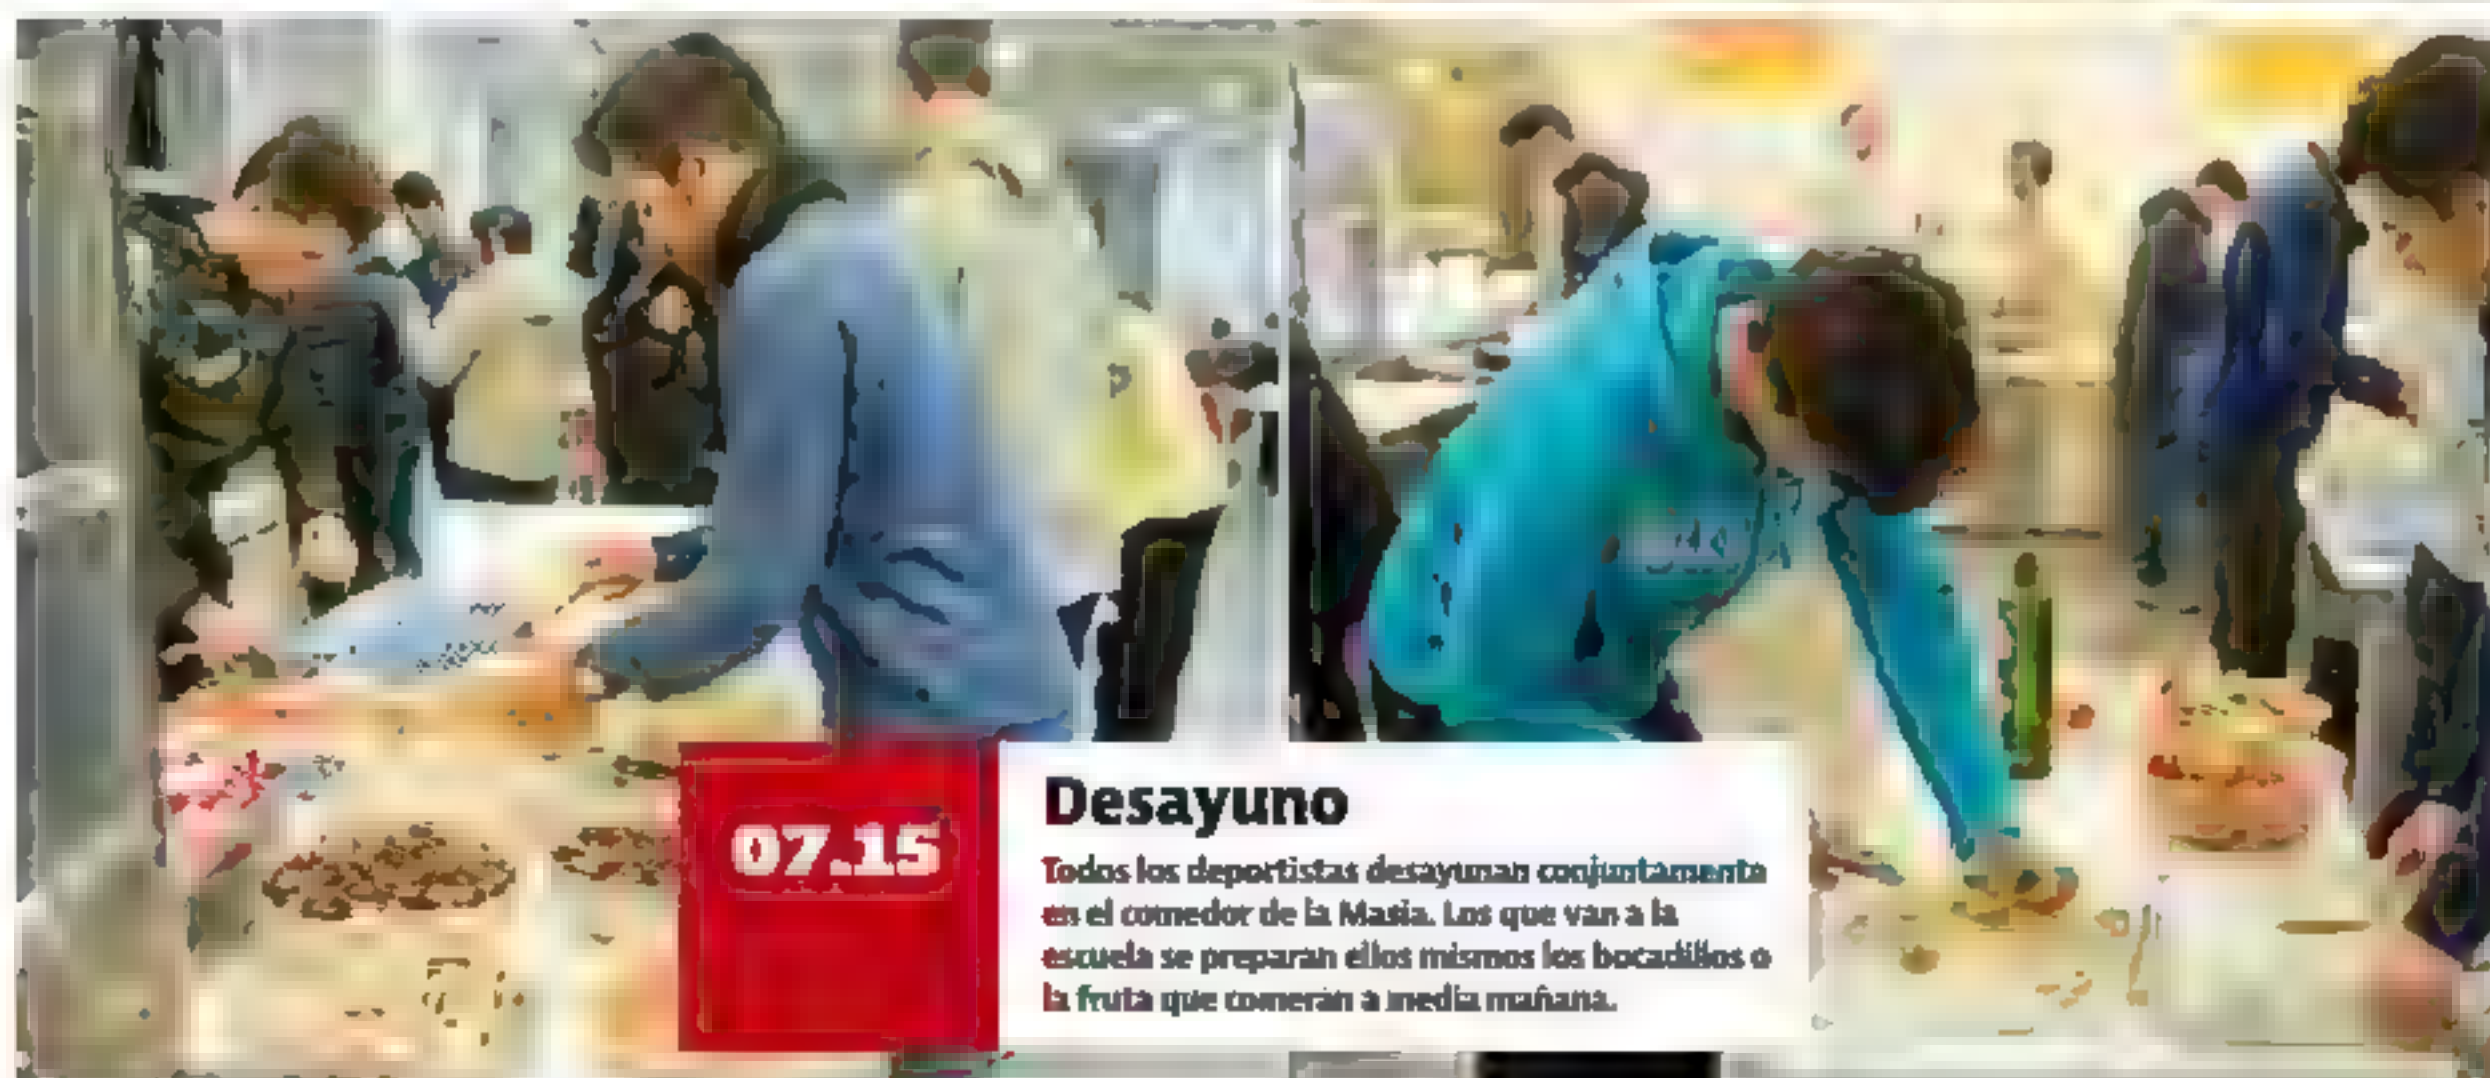 07.15
Desayuno
Todos los deportistas desayunan conjuntamente
en el comedor de la Masia. Los que van a la
escuela se preparan ellos mismos los bocadillos o
la fruta que comerán a media mañana.